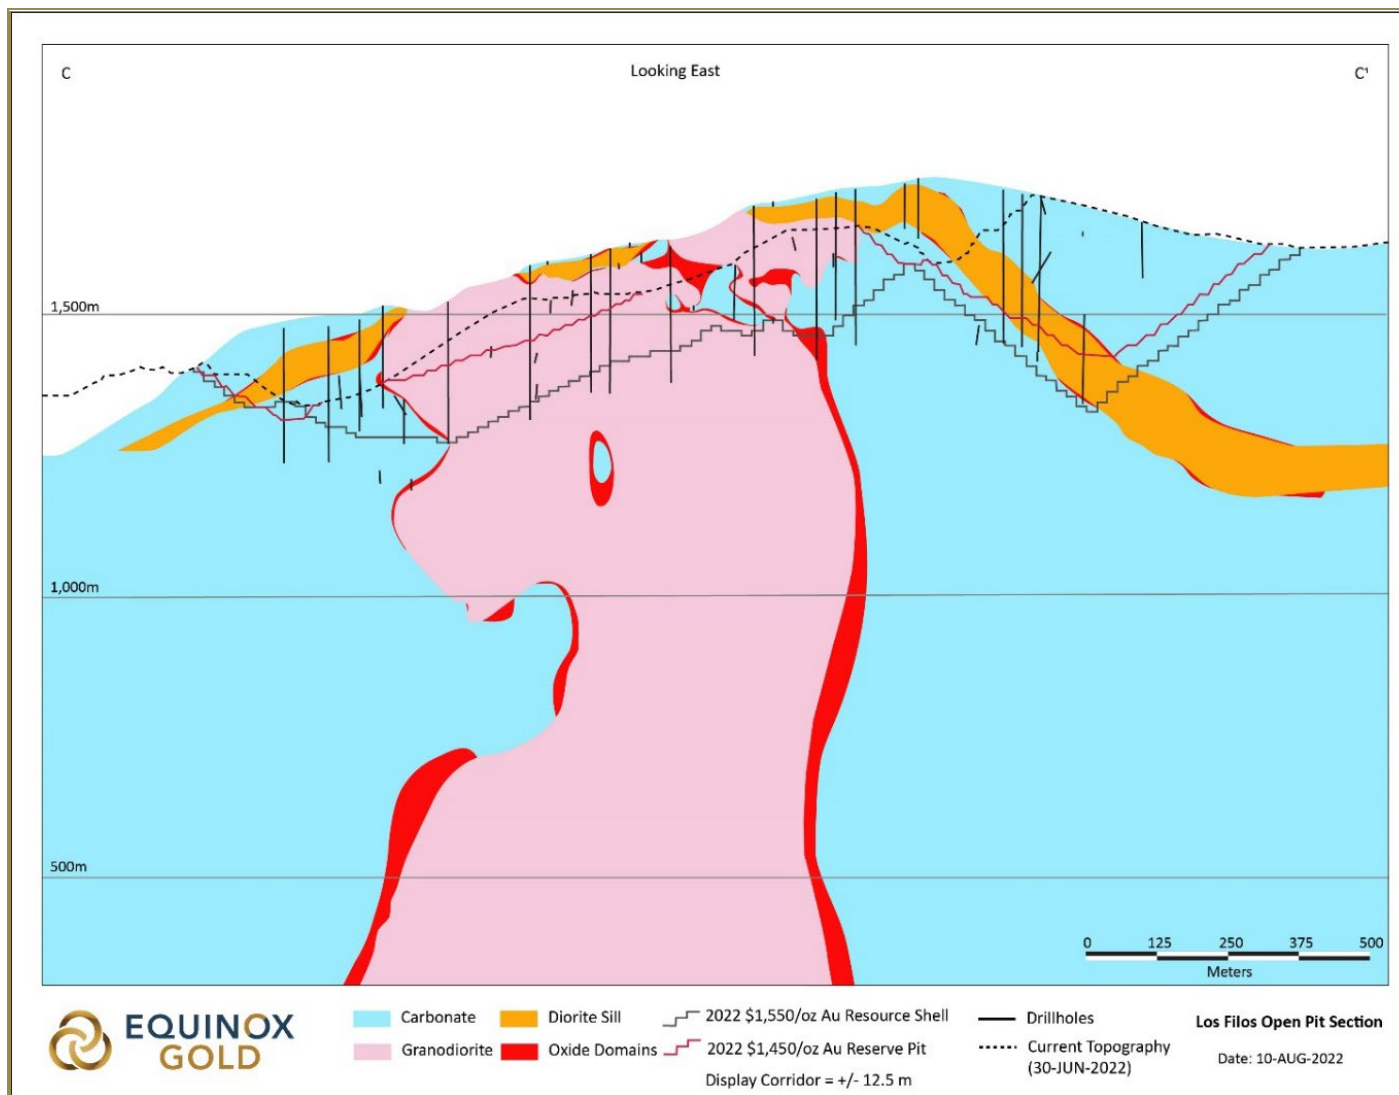 C
Looking East
C'
1,500m
1,000m
500m
0 125 250 375 500
Meters
EQUINOX
GOLD
Carbonate
Diorite Sill
2022 $1,550/oz Au Resource Shell
Drillholes
Los Filos Open Pit Section
Granodiorite
Oxide Domains
2022 $1,450/oz Au Reserve Pit
Current Topography
(30-JUN-2022)
Date: 10-AUG-2022
Display Corridor = +/- 12.5 m